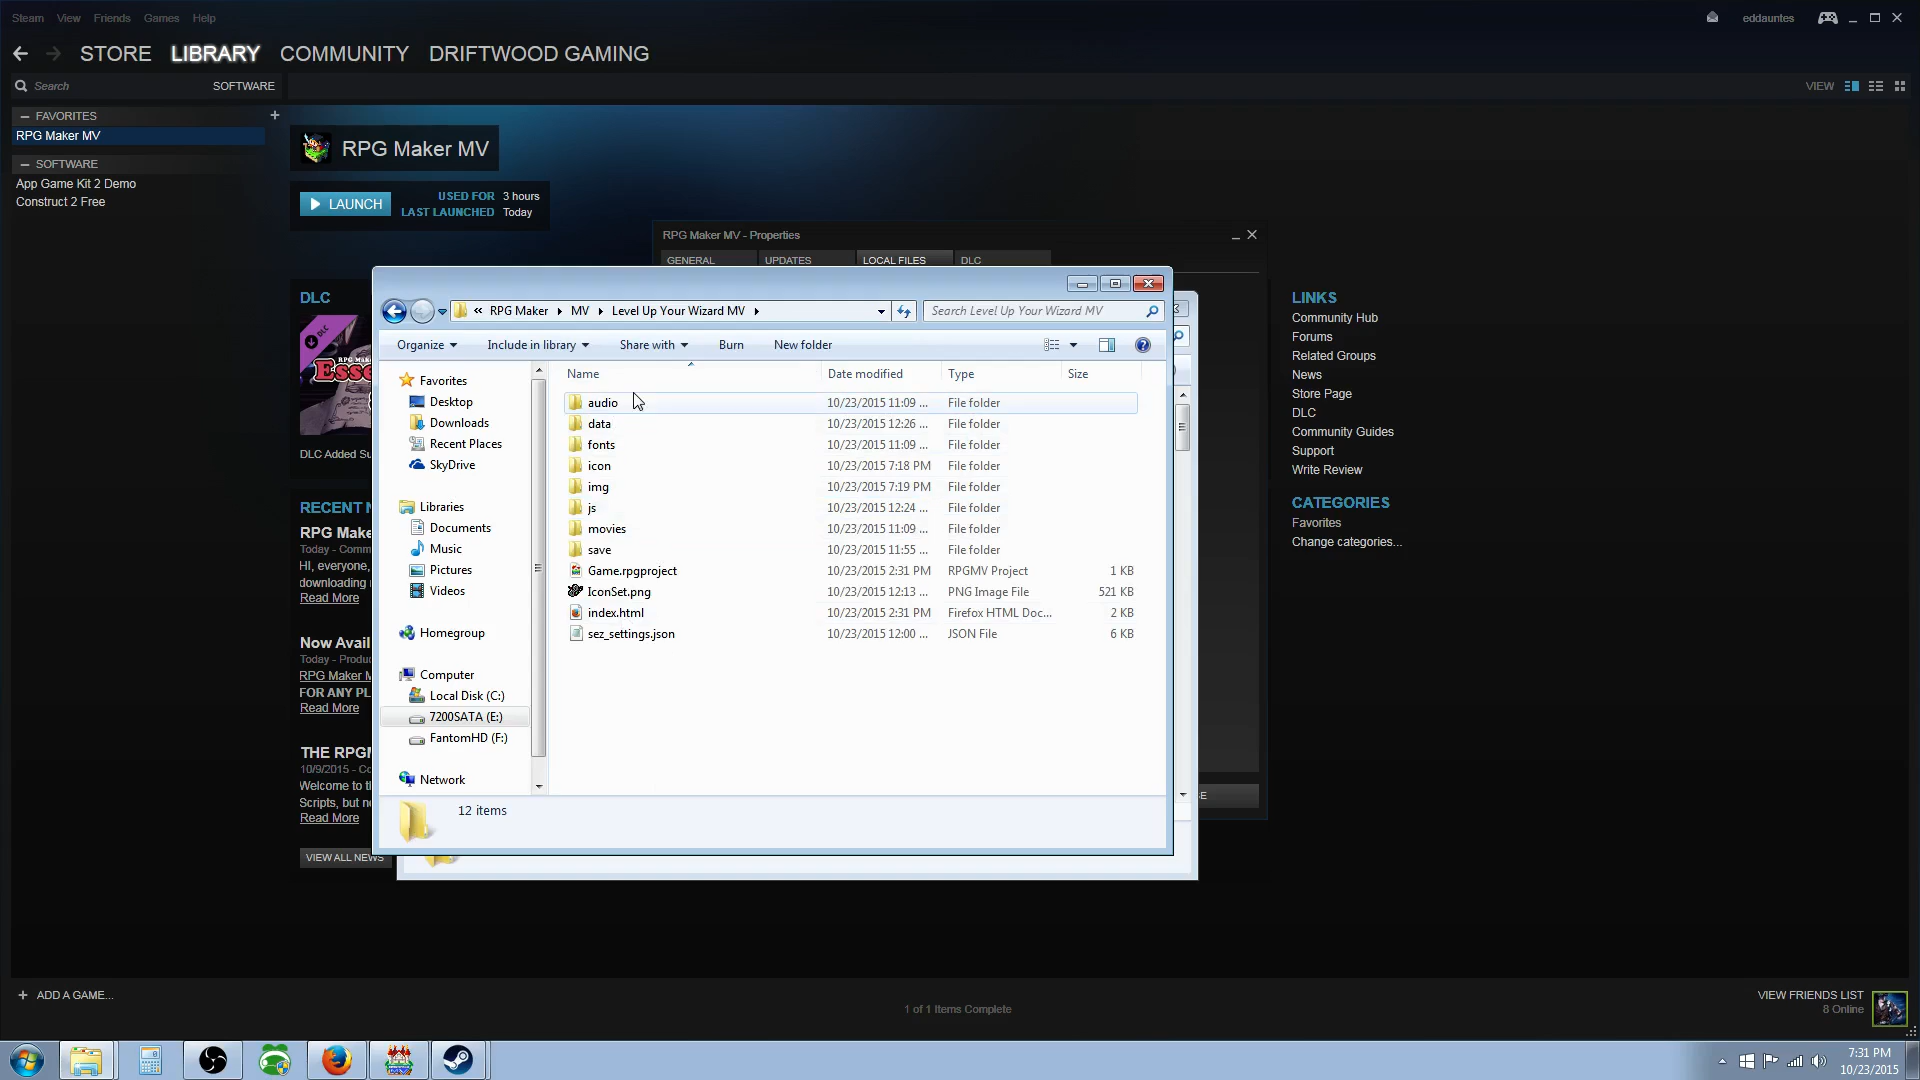 Steam View Friends Games Help
eddauntes
STORE LIBRARY COMMUNITY DRIFTWOOD GAMING
Search SOFTWARE
VIEW
— FAVORITES +
RPG Maker MV
— SOFTWARE
App Game Kit 2 Demo
Construct 2 Free
RPG Maker MV
LAUNCH
USED FOR 3 hours
LAST LAUNCHED Today
RPG Maker MV - Properties
GENERAL UPDATES LOCAL FILES DLC
DLC
DLC
RPG MAK
Esse
DLC Added Su
RECENT N
RPG Make
Today - Comm
HI, everyone,
downloading
Read More
Now Avail
Today - Produ
RPG Maker M
FOR ANY PL
Read More
THE RPGM
10/9/2015 - Co
Welcome to t
Scripts, but n
Read More
VIEW ALL NEWS
« RPG Maker MV Level Up Your Wizard MV
Search Level Up Your Wizard MV
Organize Include in library Share with Burn New folder
Favorites
Desktop
Downloads
Recent Places
SkyDrive
Libraries
Documents
Music
Pictures
Videos
Homegroup
Computer
Local Disk (C:)
7200SATA (E:)
FantomHD (F:)
Network
Name Date modified Type Size
audio 10/23/2015 11:09 ... File folder
data 10/23/2015 12:26 ... File folder
fonts 10/23/2015 11:09 ... File folder
icon 10/23/2015 7:18 PM File folder
img 10/23/2015 7:19 PM File folder
js 10/23/2015 12:24 ... File folder
movies 10/23/2015 11:09 ... File folder
save 10/23/2015 11:55 ... File folder
Game.rpgproject 10/23/2015 2:31 PM RPGMV Project 1 KB
IconSet.png 10/23/2015 12:13 ... PNG Image File 521 KB
index.html 10/23/2015 2:31 PM Firefox HTML Doc... 2 KB
sez_settings.json 10/23/2015 12:00 ... JSON File 6 KB
12 items
LINKS
Community Hub
Forums
Related Groups
News
Store Page
DLC
Community Guides
Support
Write Review
CATEGORIES
Favorites
Change categories...
+ ADD A GAME...
1 of 1 Items Complete
VIEW FRIENDS LIST
8 Online
7:31 PM
10/23/2015